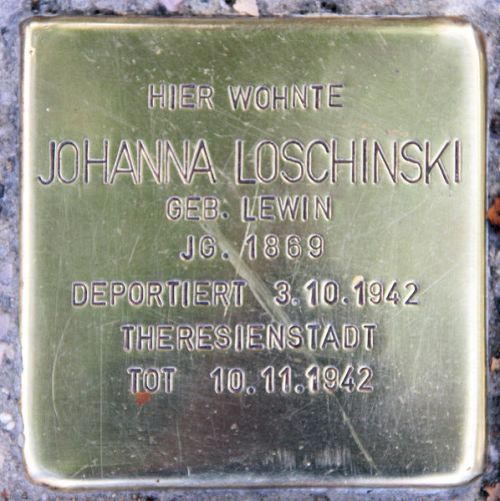 HIER WOHNTE
JOHANNA LOSCHINSKI
GEB. LEWIN
JG. 1869
DEPORTIERT 3.10.1942
THERESIENSTADT
TOT 10.11.1942